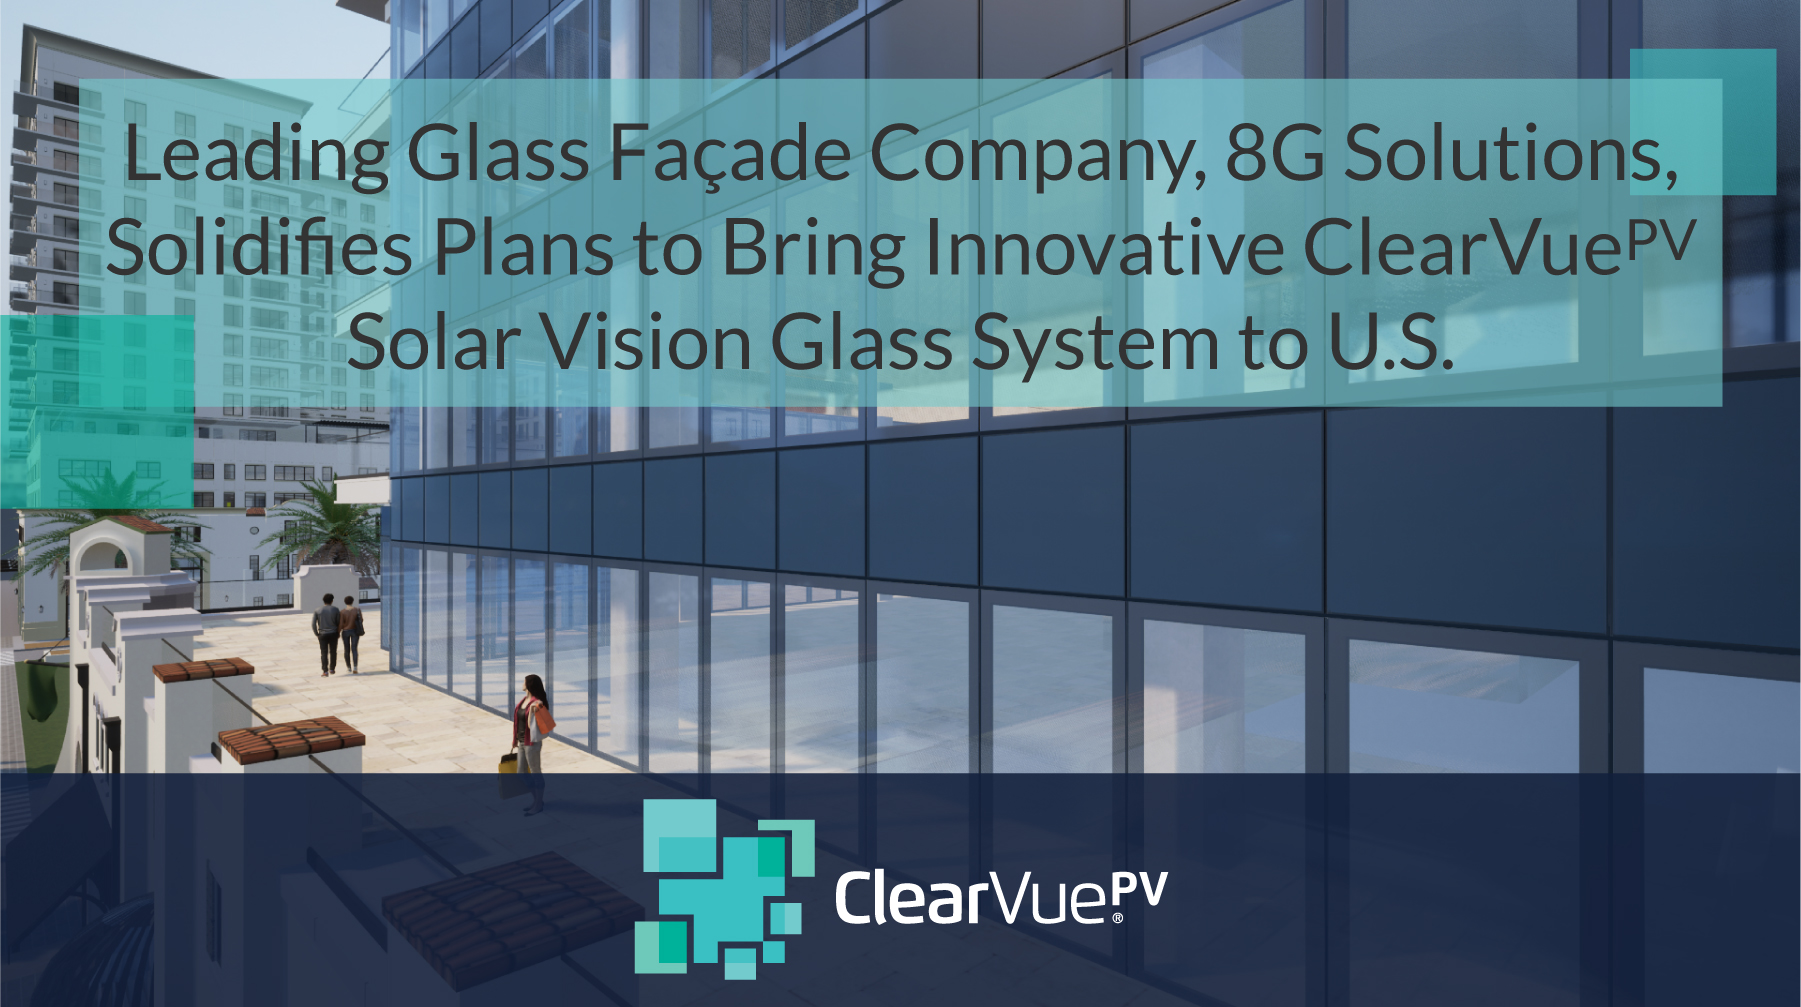 Leading Glass Façade Company, 8G Solutions,
Solidifies Plans to Bring Innovative ClearVuePV
Solar Vision Glass System to U.S.
ClearVuePV®